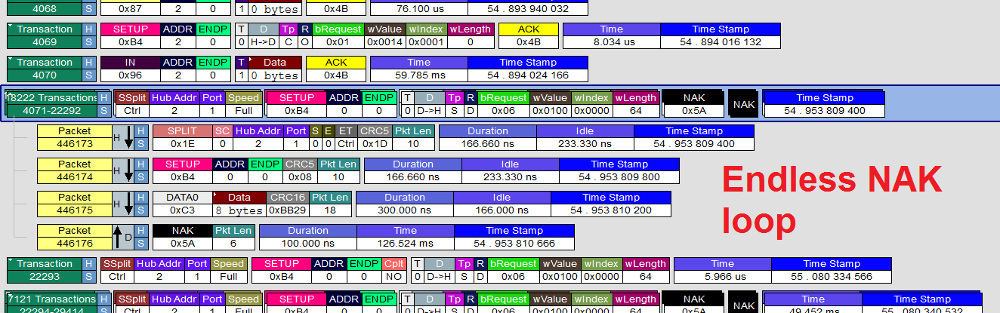 4068 S 0x87 2 0 1 0 bytes 0x4B 76.100 us 54 . 893 940 032
Transaction H SETUP ADDR ENDP T D Tp R bRequest wValue wIndex wLength ACK Time Time Stamp
4069 S 0xB4 2 0 0 H->D C O 0x01 0x0014 0x0001 0 0x4B 8.034 us 54 . 894 016 132
Transaction H IN ADDR ENDP T Data ACK Time Time Stamp
4070 S 0x96 2 0 1 0 bytes 0x4B 59.785 ms 54 . 894 024 166
18222 Transactions H SSplit Hub Addr Port Speed SETUP ADDR ENDP T D Tp R bRequest wValue wIndex wLength NAK NAK Time Stamp
4071-22292 S Ctrl 2 1 Full 0xB4 0 0 0 D->H S D 0x06 0x0100 0x0000 64 0x5A 54 . 953 809 400
Packet H H SPLIT SC Hub Addr Port S E ET CRC5 Pkt Len Duration Idle Time Stamp
446173 S 0x1E 0 2 1 0 0 Ctrl 0x1D 10 166.660 ns 233.330 ns 54 . 953 809 400
Packet H H SETUP ADDR ENDP CRC5 Pkt Len Duration Idle Time Stamp
446174 S 0xB4 0 0 0x08 10 166.660 ns 233.330 ns 54 . 953 809 800
Packet H H DATA0 Data CRC16 Pkt Len Duration Idle Time Stamp
446175 S 0xC3 8 bytes 0xBB29 18 300.000 ns 166.000 ns 54 . 953 810 200
Packet D H NAK Pkt Len Duration Time Time Stamp
446176 S 0x5A 6 100.000 ns 126.524 ms 54 . 953 810 666
Endless NAK
loop
Transaction H SSplit Hub Addr Port Speed SETUP ADDR ENDP Cplt T D Tp R bRequest wValue wIndex wLength Time Time Stamp
22293 S Ctrl 2 1 Full 0xB4 0 0 NO 0 D->H S D 0x06 0x0100 0x0000 64 5.966 us 55 . 080 334 566
7121 Transactions H SSplit Hub Addr Port Speed SETUP ADDR ENDP T D Tp R bRequest wValue wIndex wLength NAK NAK Time Time Stamp
22294-29414 S Ctrl 2 1 Full 0xB4 0 0 0 D->H S D 0x06 0x0100 0x0000 64 0x5A 49.452 ms 55 . 080 340 532